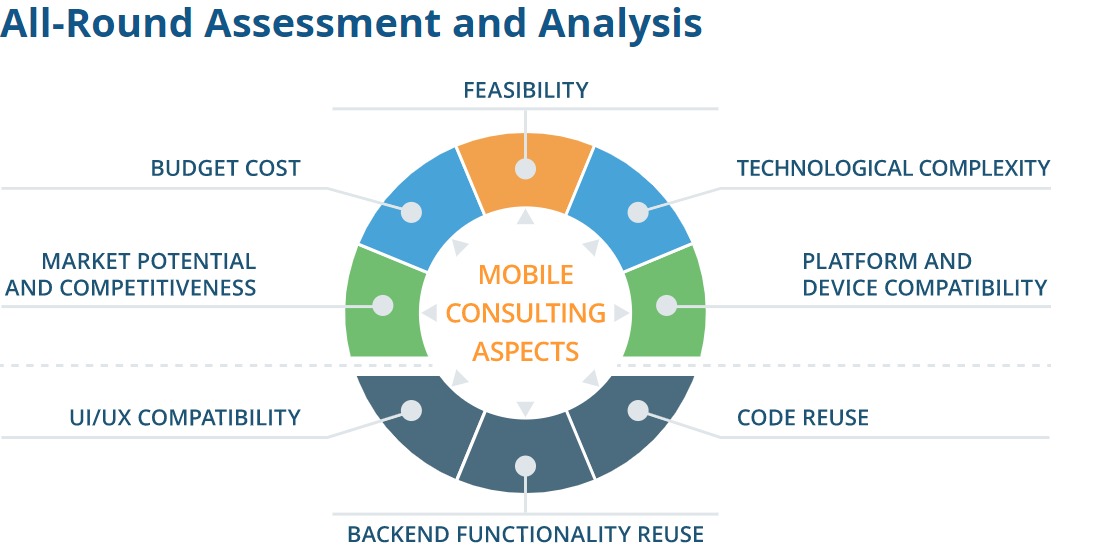 All-Round Assessment and Analysis
FEASIBILITY
BUDGET COST
TECHNOLOGICAL COMPLEXITY
MARKET POTENTIAL
AND COMPETITIVENESS
PLATFORM AND
DEVICE COMPATIBILITY
MOBILE
CONSULTING
ASPECTS
UI/UX COMPATIBILITY
CODE REUSE
BACKEND FUNCTIONALITY REUSE